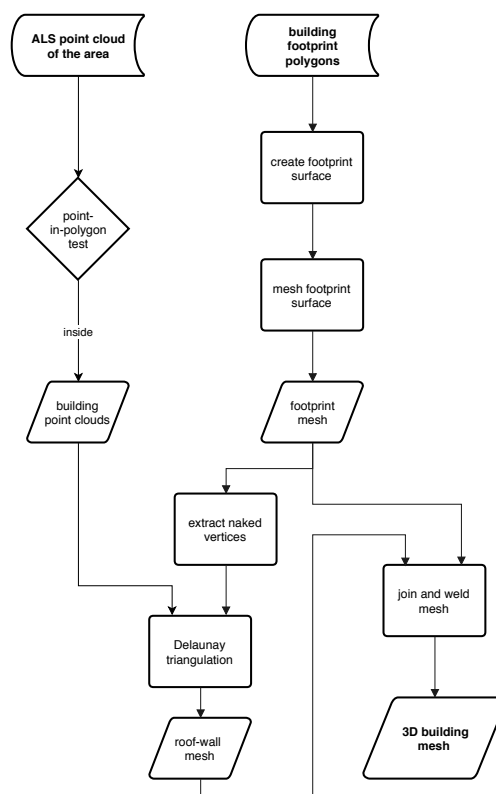 ALS point cloud
of the area
building
footprint
polygons
create footprint
surface
point-
in-polygon
test
mesh footprint
surface
inside
building
point clouds
footprint
mesh
extract naked
vertices
join and weld
mesh
Delaunay
triangulation
roof-wall
mesh
3D building
mesh